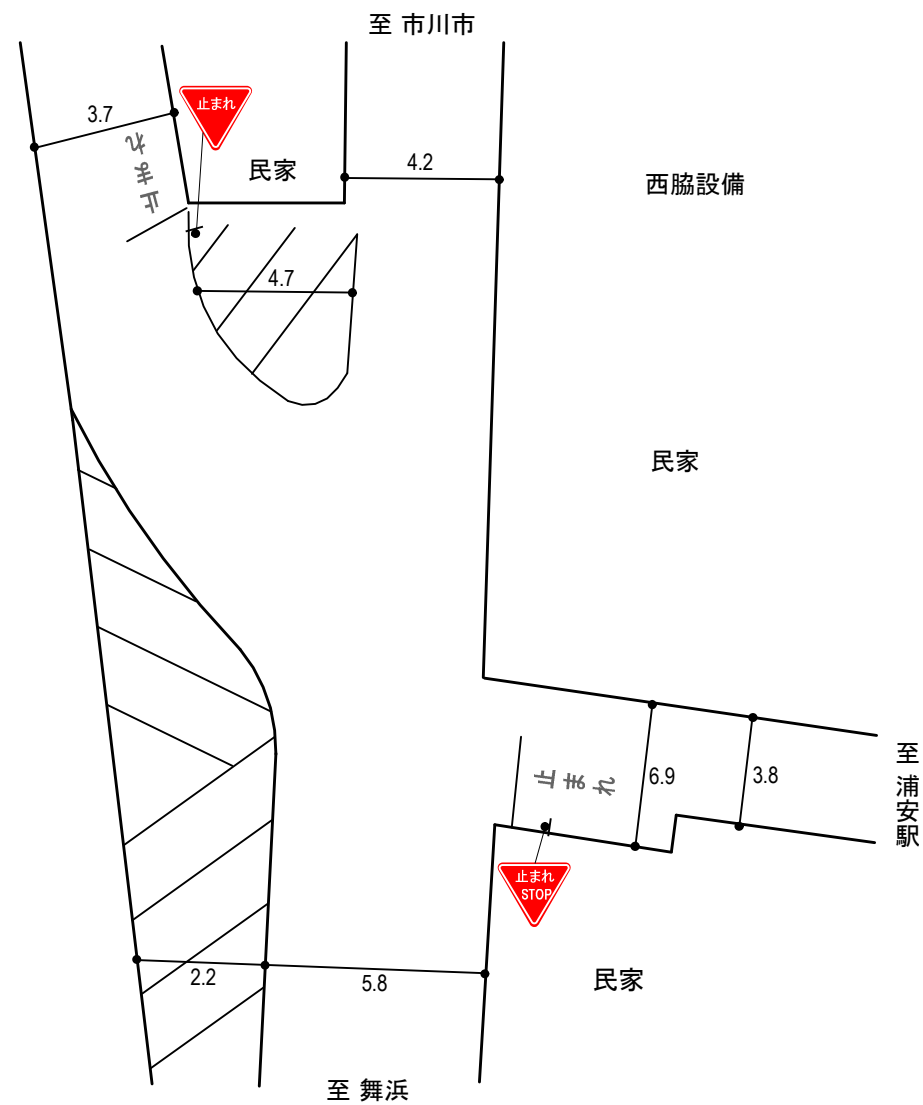 至 市川市
止まれ
3.7
止まれ
民家
4.2
西脇設備
4.7
民家
至 浦安駅
6.9
3.8
止まれ
止まれ
STOP
2.2
5.8
民家
至 舞浜